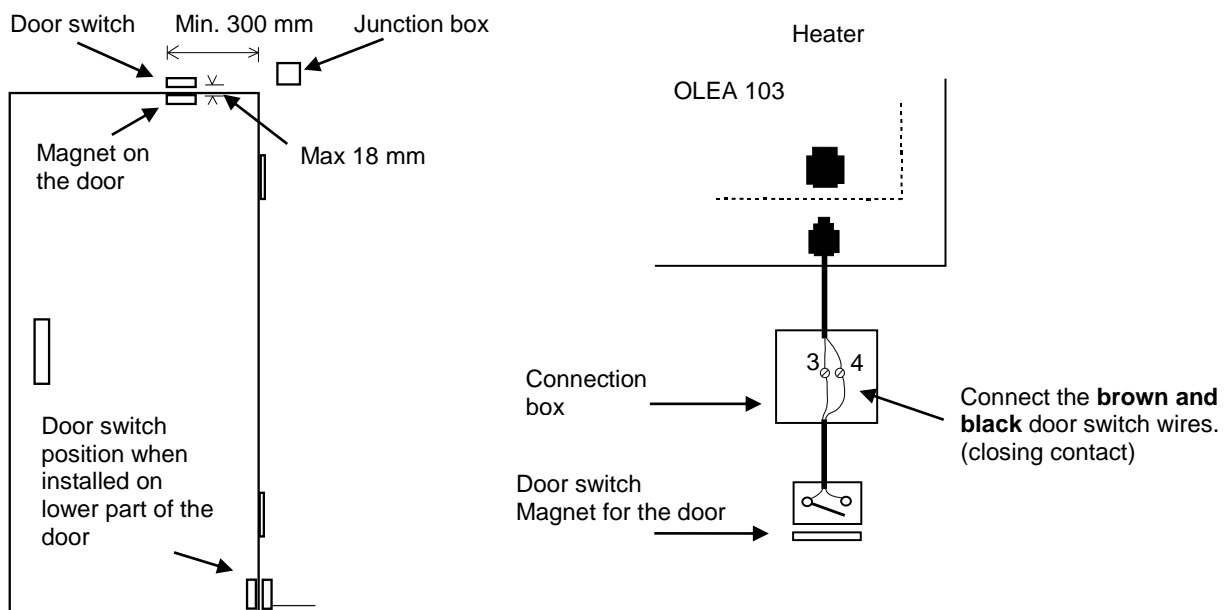 Door switch
Min. 300 mm
Junction box
Magnet on
the door
Max 18 mm
Door switch
position when
installed on
lower part of the
door
Heater
OLEA 103
3
4
Connection
box
Connect the brown and
black door switch wires.
(closing contact)
Door switch
Magnet for the door